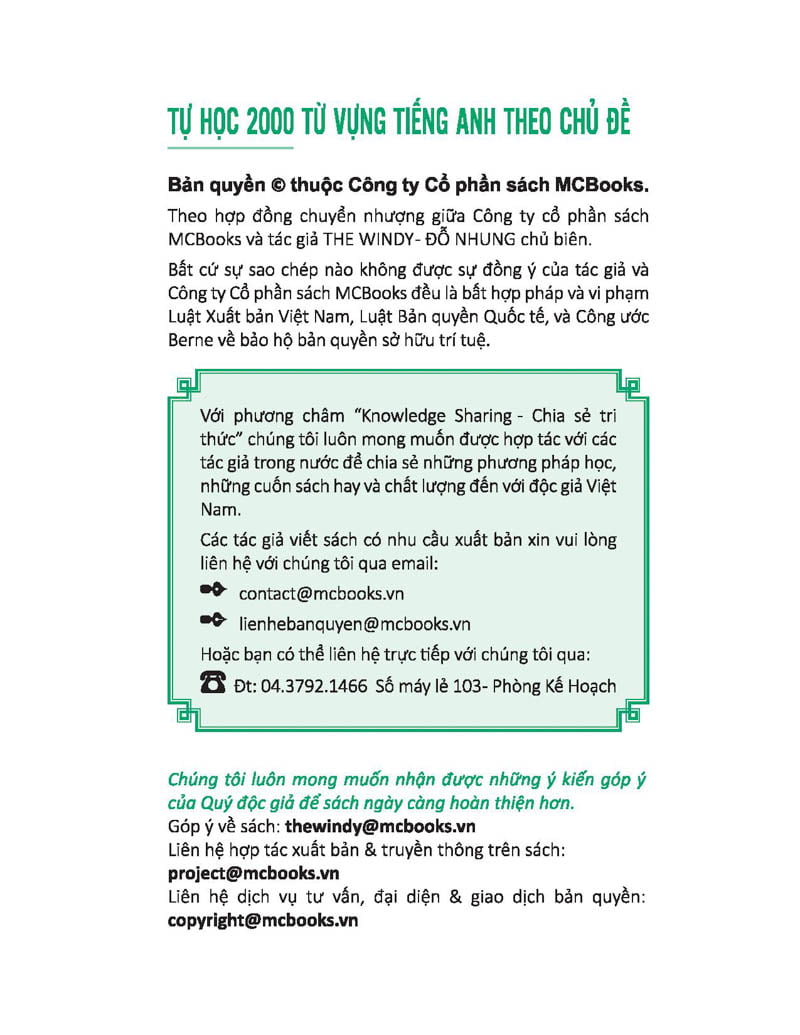 TỰ HỌC 2000 TỪ VỰNG TIẾNG ANH THEO CHỦ ĐỀ
Bản quyền © thuộc Công ty Cổ phần sách MCBooks.
Theo hợp đồng chuyển nhượng giữa Công ty cổ phần sách
MCBooks và tác giả THE WINDY- ĐỖ NHUNG chủ biên.
Bất cứ sự sao chép nào không được sự đồng ý của tác giả và
Công ty Cổ phần sách MCBooks đều là bất hợp pháp và vi phạm
Luật Xuất bản Việt Nam, Luật Bản quyền Quốc tế, và Công ước
Berne về bảo hộ bản quyền sở hữu trí tuệ.
Với phương châm “Knowledge Sharing - Chia sẻ tri
thức” chúng tôi luôn mong muốn được hợp tác với các
tác giả trong nước để chia sẻ những phương pháp học,
những cuốn sách hay và chất lượng đến với độc giả Việt
Nam.
Các tác giả viết sách có nhu cầu xuất bản xin vui lòng
liên hệ với chúng tôi qua email:
contact@mcbooks.vn
lienhebanquyen@mcbooks.vn
Hoặc bạn có thể liên hệ trực tiếp với chúng tôi qua:
Đt: 04.3792.1466 Số máy lẻ 103- Phòng Kế Hoạch
Chúng tôi luôn mong muốn nhận được những ý kiến góp ý
của Quý độc giả để sách ngày càng hoàn thiện hơn.
Góp ý về sách: thewindy@mcbooks.vn
Liên hệ hợp tác xuất bản & truyền thông trên sách:
project@mcbooks.vn
Liên hệ dịch vụ tư vấn, đại diện & giao dịch bản quyền:
copyright@mcbooks.vn